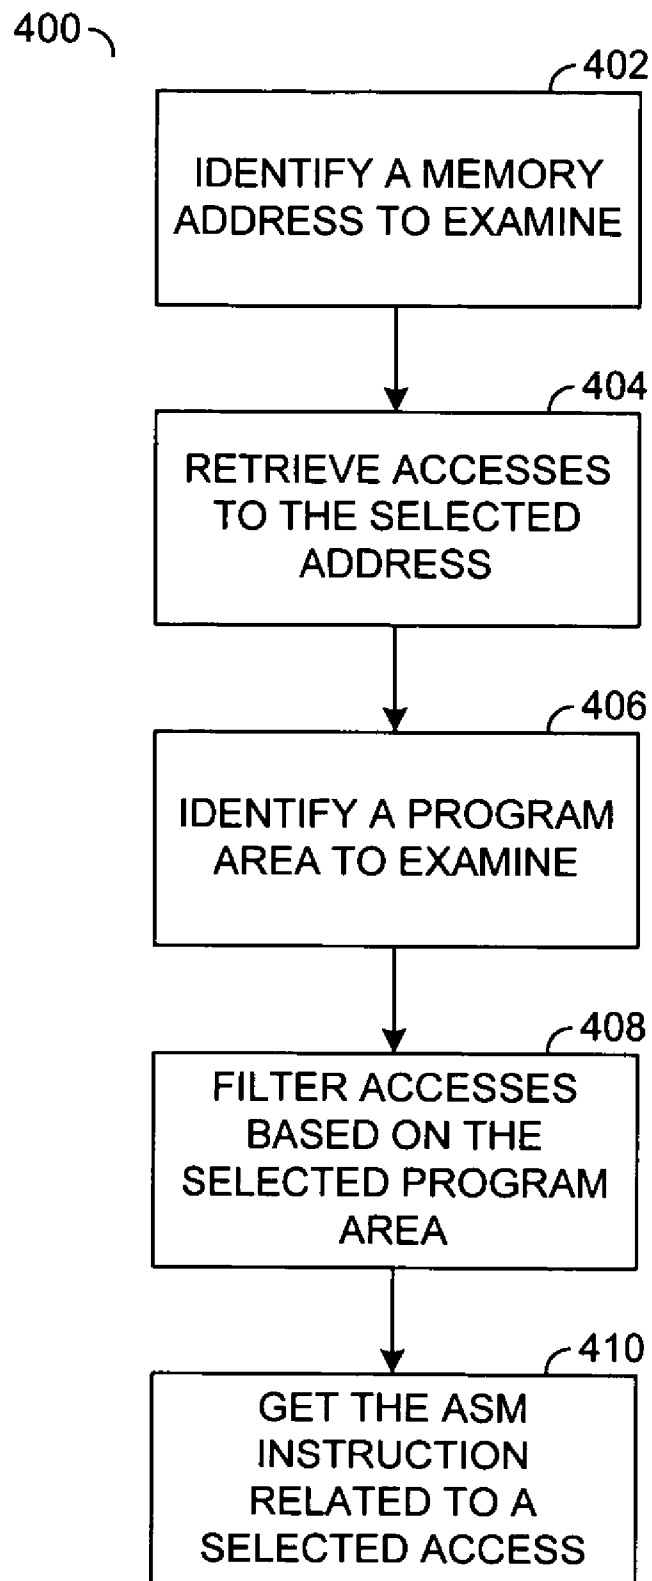 400
402
IDENTIFY A MEMORY
ADDRESS TO EXAMINE
404
RETRIEVE ACCESSES
TO THE SELECTED
ADDRESS
406
IDENTIFY A PROGRAM
AREA TO EXAMINE
408
FILTER ACCESSES
BASED ON THE
SELECTED PROGRAM
AREA
410
GET THE ASM
INSTRUCTION
RELATED TO A
SELECTED ACCESS